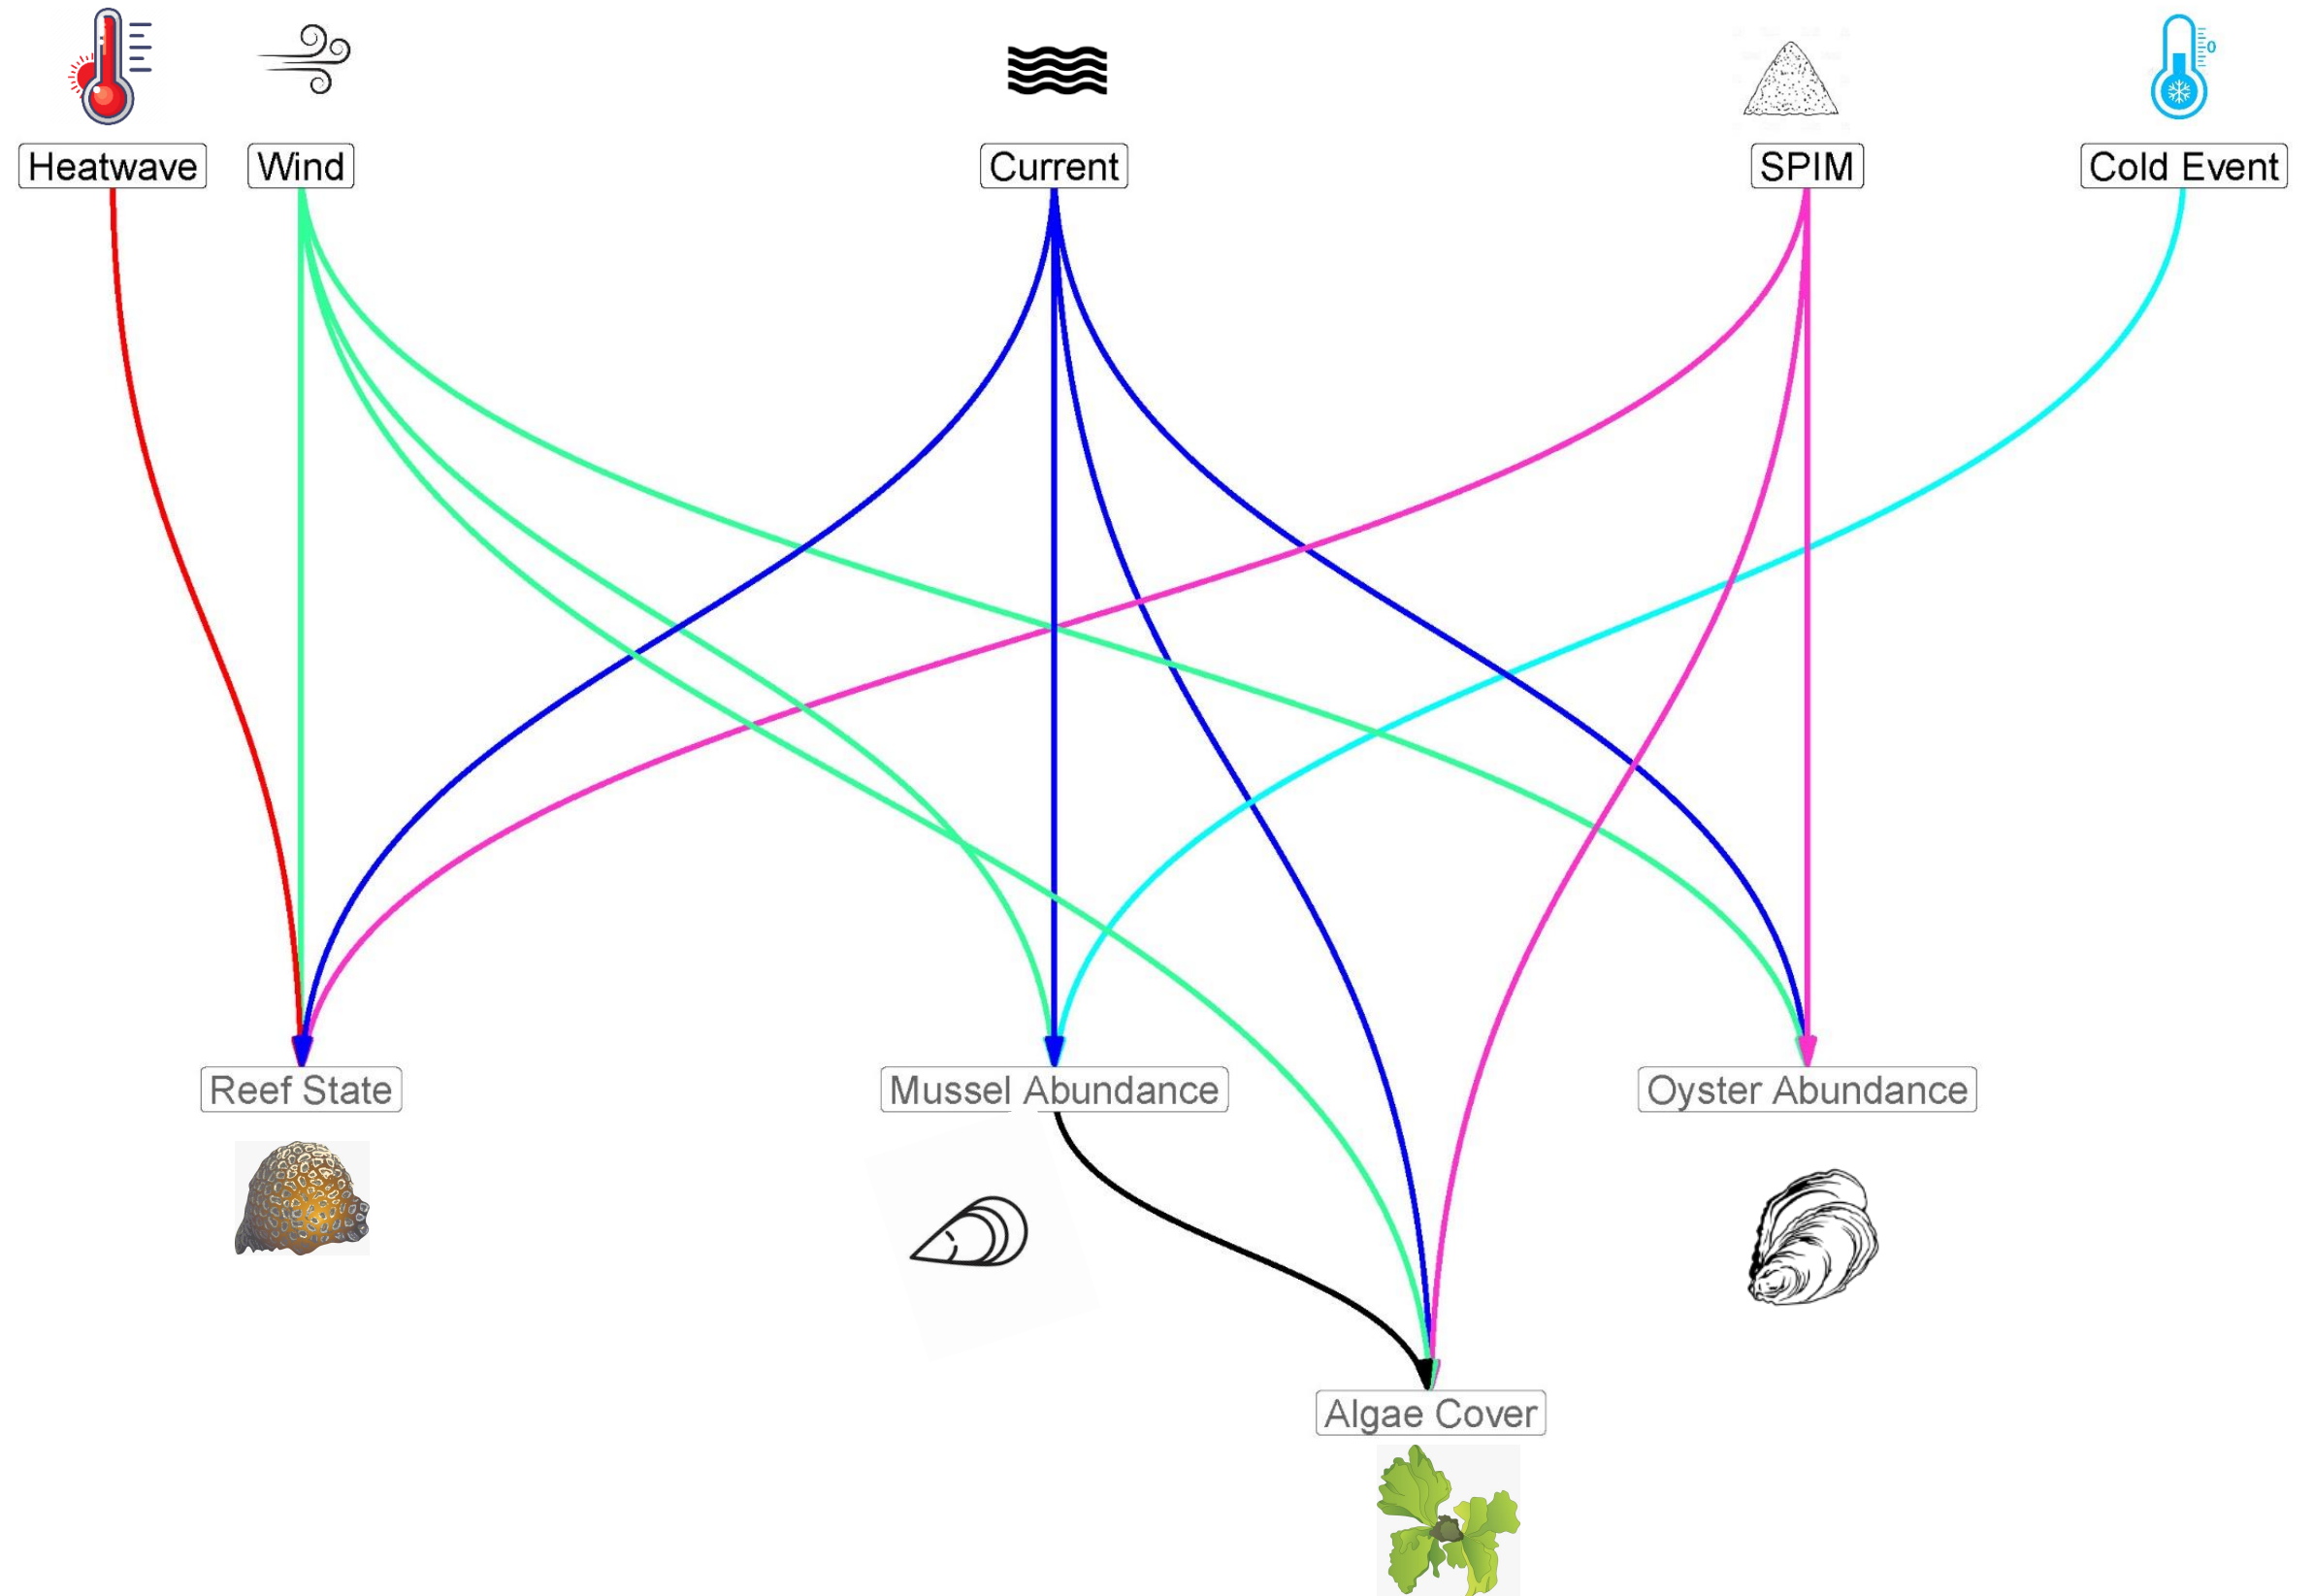 Heatwave
Wind
Current
SPIM
Cold Event
Reef State
Mussel Abundance
Oyster Abundance
Algae Cover